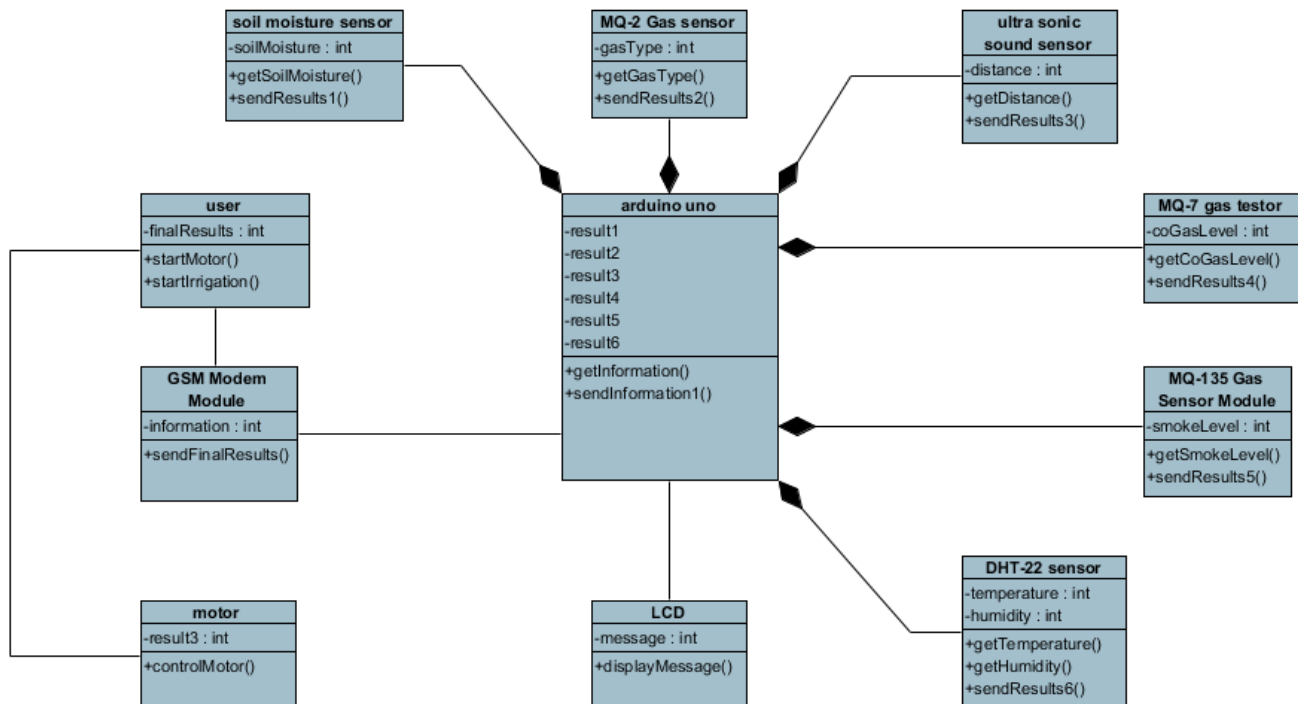 soil moisture sensor
-soilMoisture : int
+getSoilMoisture()
+sendResults1()
MQ-2 Gas sensor
-gasType : int
+getGasType()
+sendResults2()
ultra sonic
sound sensor
-distance : int
+getDistance()
+sendResults3()
user
-finalResults : int
+startMotor()
+startIrrigation()
arduino uno
-result1
-result2
-result3
-result4
-result5
-result6
+getInformation()
+sendInformation1()
MQ-7 gas testor
-coGasLevel : int
+getCoGasLevel()
+sendResults4()
GSM Modem
Module
-information : int
+sendFinalResults()
MQ-135 Gas
Sensor Module
-smokeLevel : int
+getSmokeLevel()
+sendResults5()
motor
-result3 : int
+controlMotor()
LCD
-message : int
+displayMessage()
DHT-22 sensor
-temperature : int
-humidity : int
+getTemperature()
+getHumidity()
+sendResults6()